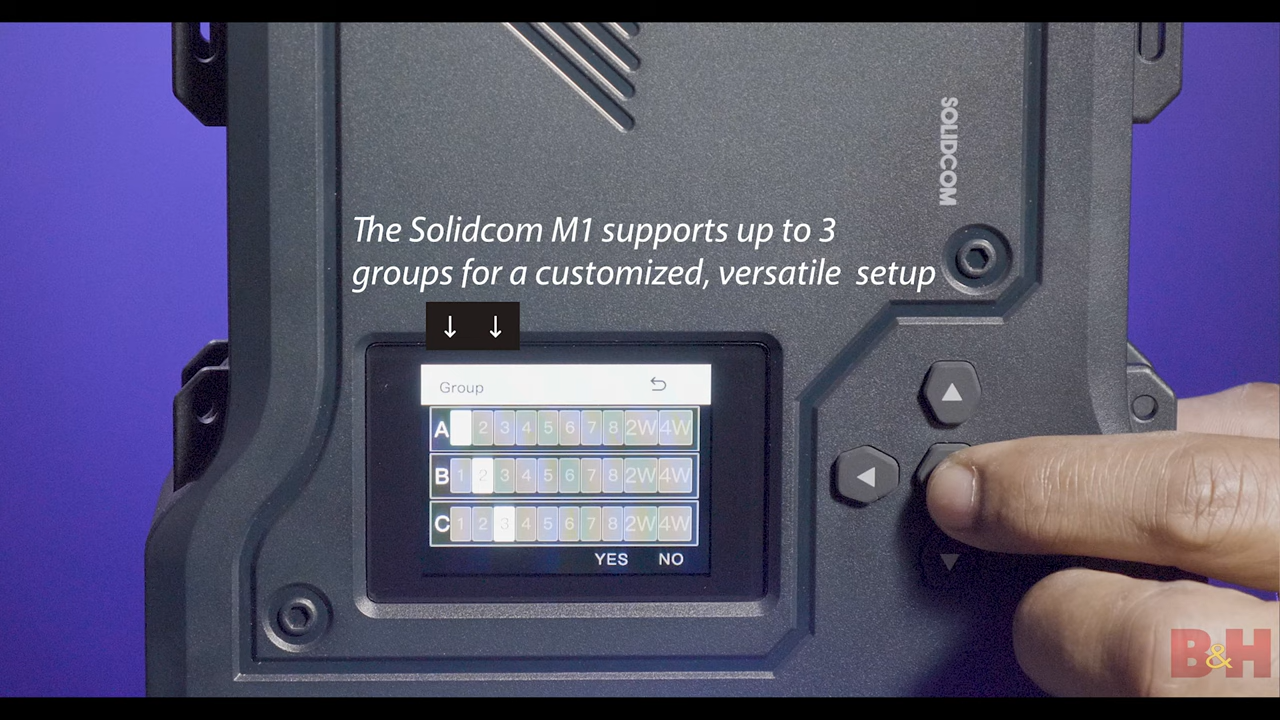 SOLIDCOM
The Solidcom M1 supports up to 3
groups for a customized, versatile setup
↓ ↓
Group
A 2 3 4 5 6 7 8 2W 4W
B 1 2 3 4 5 6 7 8 2W 4W
C 1 2 3 4 5 6 7 8 2W 4W
YES NO
B&H